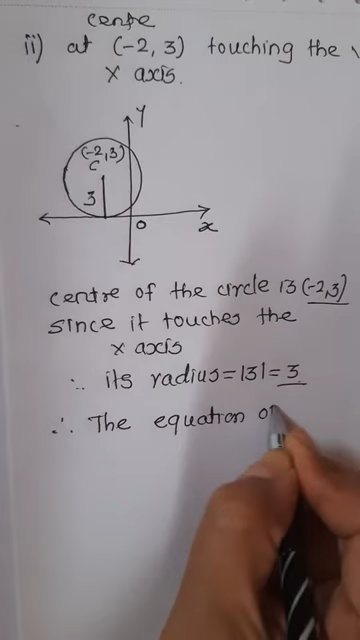 centre
ii) at (-2, 3) touching the
X axis.
Y
(-2,3)
C
3
O
x
centre of the circle is (-2,3)
since it touches the
x axis
∴ its radius = |3| = 3
∴ The equation of